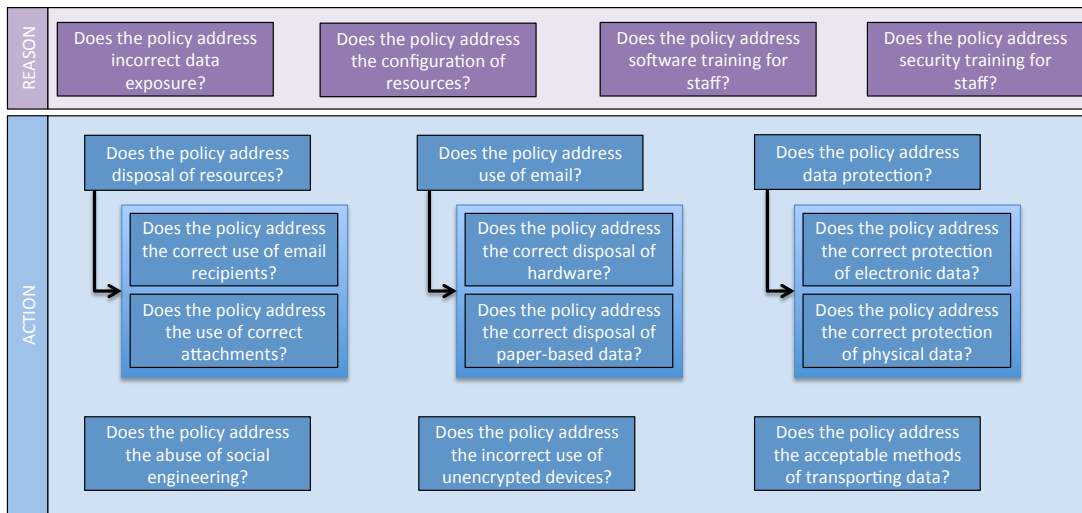 REASON
Does the policy address
incorrect data
exposure?
Does the policy address
the configuration of
resources?
Does the policy address
software training for
staff?
Does the policy address
security training for
staff?
ACTION
Does the policy address
disposal of resources?
Does the policy address
the correct use of email
recipients?
Does the policy address
the use of correct
attachments?
Does the policy address
use of email?
Does the policy address
the correct disposal of
hardware?
Does the policy address
the correct disposal of
paper-based data?
Does the policy address
data protection?
Does the policy address
the correct protection
of electronic data?
Does the policy address
the correct protection
of physical data?
Does the policy address
the abuse of social
engineering?
Does the policy address
the incorrect use of
unencrypted devices?
Does the policy address
the acceptable methods
of transporting data?